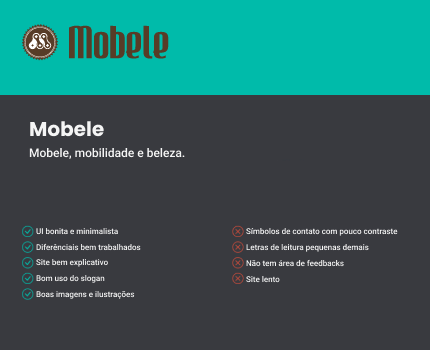 Mobele
Mobele
Mobele, mobilidade e beleza.
UI bonita e minimalista
Diferênciais bem trabalhados
Site bem explicativo
Bom uso do slogan
Boas imagens e ilustrações
Símbolos de contato com pouco contraste
Letras de leitura pequenas demais
Não tem área de feedbacks
Site lento